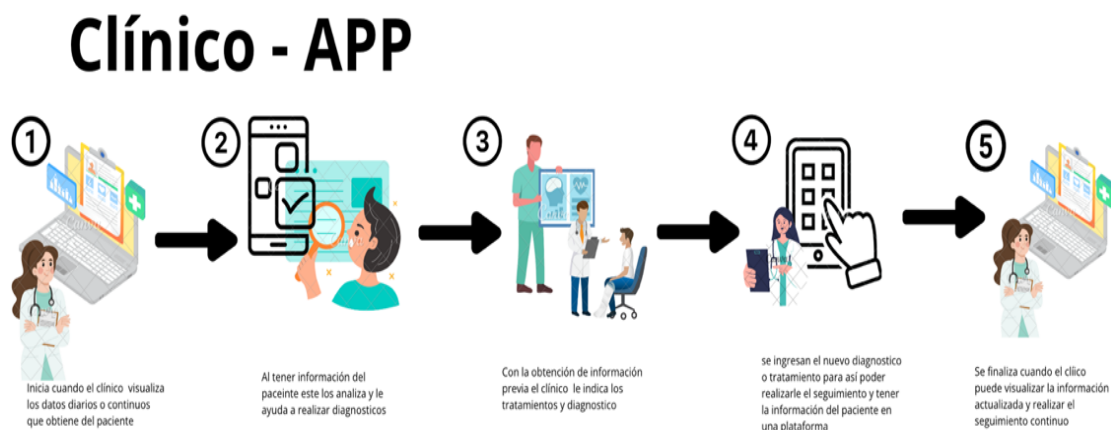 Clínico - APP
1
2
3
4
5
Inicia cuando el clínico visualiza
los datos diarios o continuos
que obtiene del paciente
Al tener información del
paceinte este los analiza y le
ayuda a realizar diagnosticos
Con la obtención de información
previa el clínico le indica los
tratamientos y diagnostico
se ingresan el nuevo diagnostico
o tratamiento para así poder
realizarle el seguimiento y tener
la información del paciente en
una plataforma
Se finaliza cuando el clíico
puede visualizar la información
actualizada y realizar el
seguimiento continuo